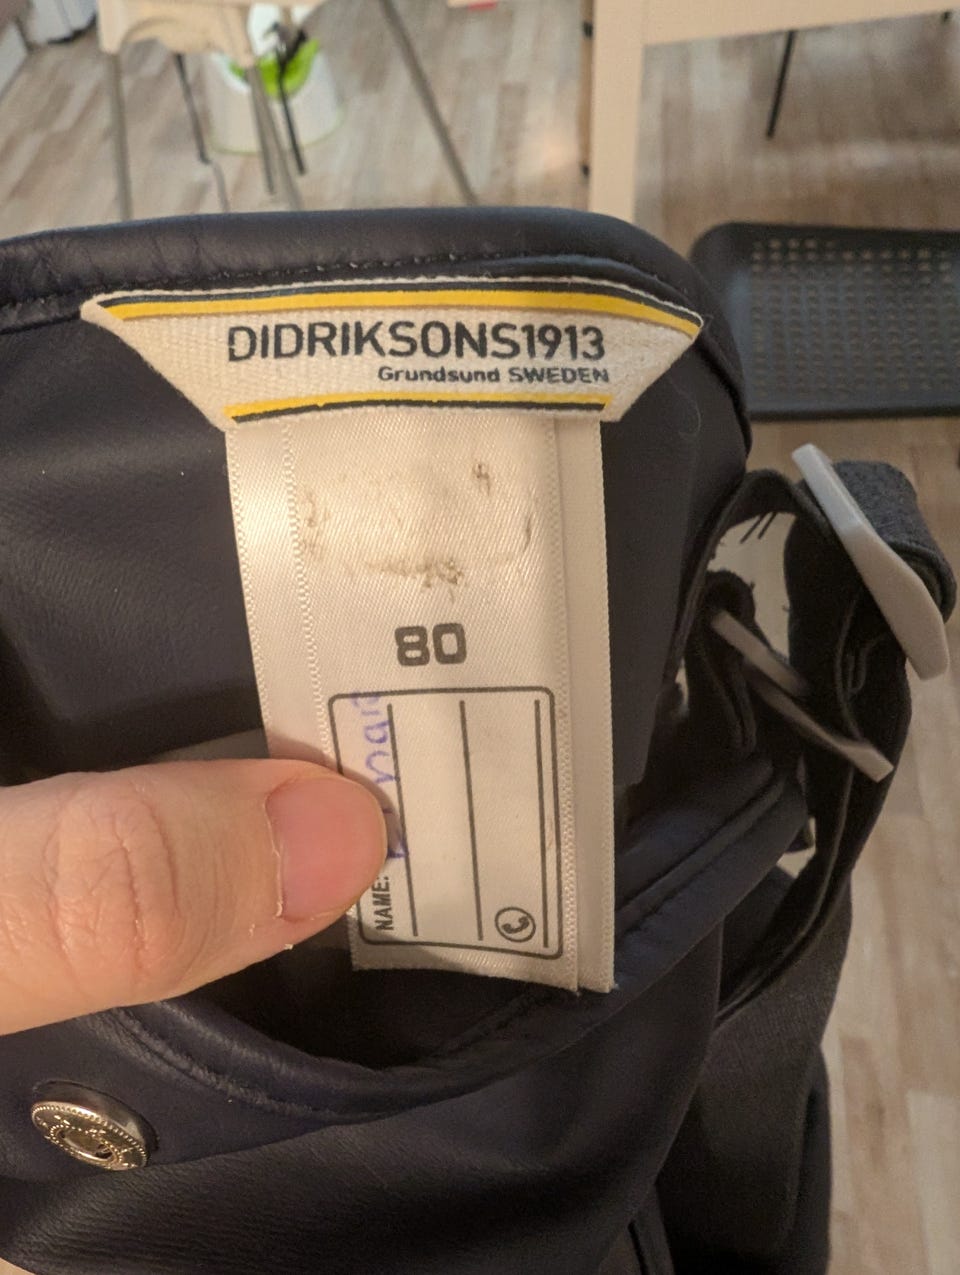 DIDRIKSONS1913
Grundsund SWEDEN
80
NAME: